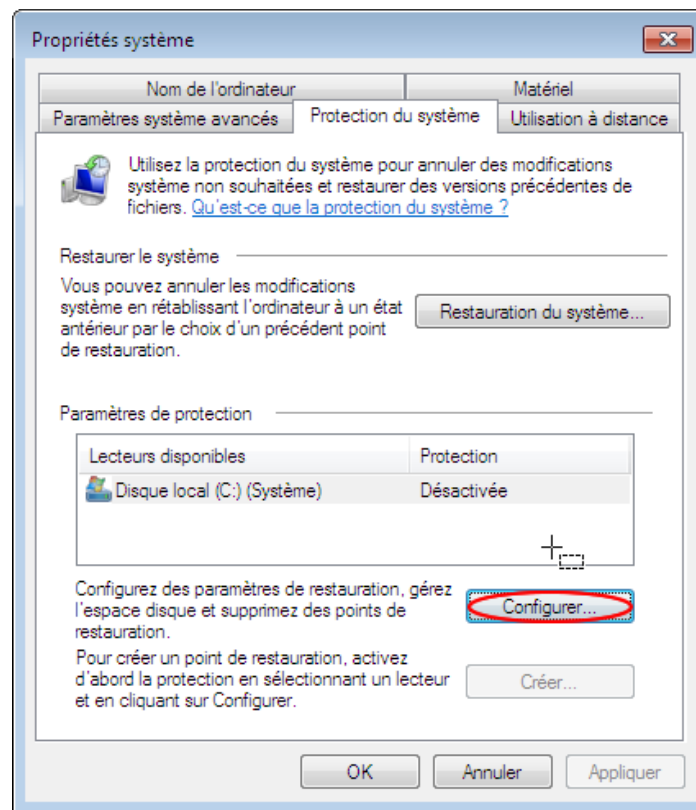 Propriétés système
Nom de l'ordinateur
Matériel
Paramètres système avancés
Protection du système
Utilisation à distance
Utilisez la protection du système pour annuler des modifications
système non souhaitées et restaurer des versions précédentes de
fichiers. Qu'est-ce que la protection du système ?
Restaurer le système
Vous pouvez annuler les modifications
système en rétablissant l'ordinateur à un état
antérieur par le choix d'un précédent point
de restauration.
Restauration du système...
Paramètres de protection
Lecteurs disponibles
Protection
Disque local (C:) (Système)
Désactivée
Configurez des paramètres de restauration, gérez
l'espace disque et supprimez des points de
restauration.
Configurer...
Pour créer un point de restauration, activez
d'abord la protection en sélectionnant un lecteur
et en cliquant sur Configurer.
Créer...
OK
Annuler
Appliquer